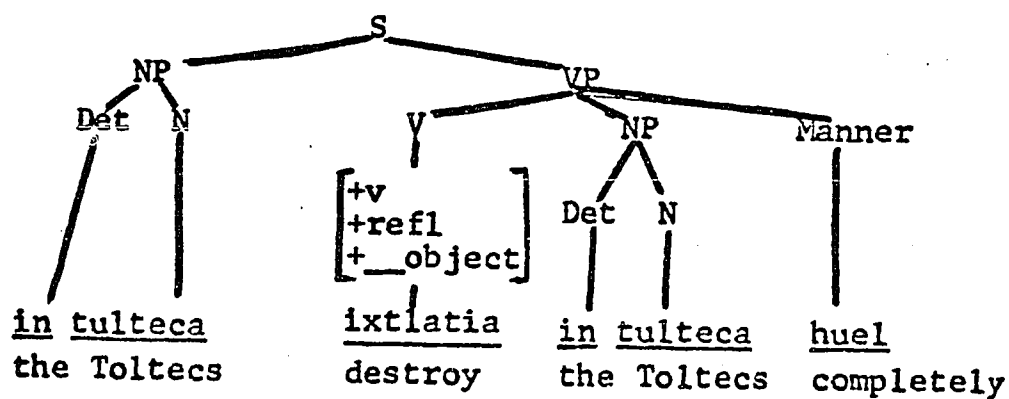 S
NP VP
Det N V NP Manner
[+v
+refl
+__object]
Det N
in tulteca ixtlatia in tulteca huel
the Toltecs destroy the Toltecs completely